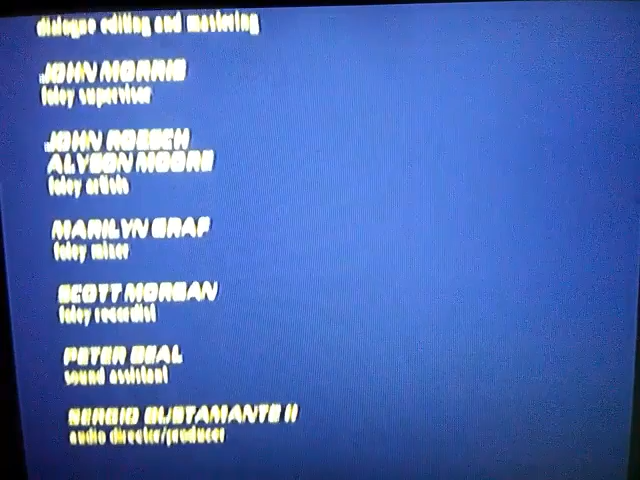 dialogue editing and mastering
JOHN MORRIS
foley supervisor
JOHN ROESCH
ALYSON MOORE
foley artists
MARILYN GRAF
foley mixer
SCOTT MORGAN
foley recordist
PETER BEAL
sound assistant
SERGIO BUSTAMANTE II
audio director/producer